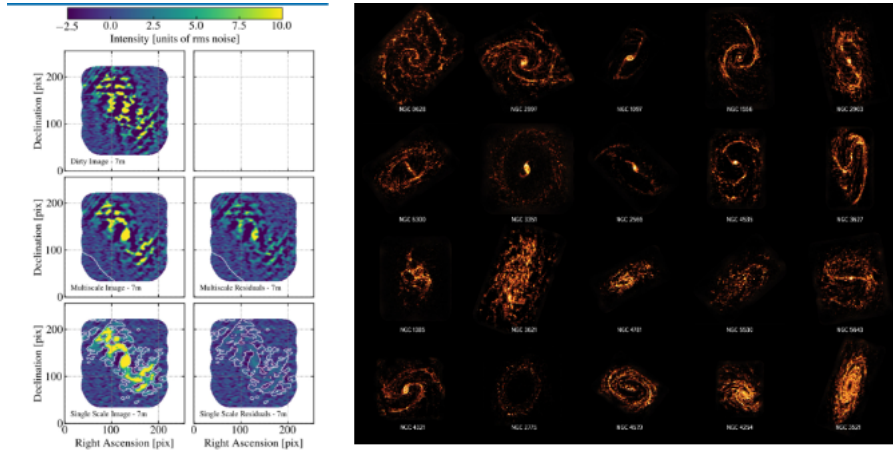 -2.5 0.0 2.5 5.0 7.5 10.0
Intensity [units of rms noise]
Declination [pix]
200
100
0
Dirty Image - 7m
Declination [pix]
200
100
0
Multiscale Image - 7m
Multiscale Residuals - 7m
Declination [pix]
200
100
0
Single Scale Image - 7m
Single Scale Residuals - 7m
0 100 200 0 100 200
Right Ascension [pix] Right Ascension [pix]
NGC 0628 NGC 2997 NGC 1097 NGC 1566 NGC 2903
NGC 6300 NGC 3351 NGC 2566 NGC 4535 NGC 3627
NGC 1385 NGC 3621 NGC 4781 NGC 5530 NGC 5643
NGC 4321 NGC 2775 NGC 4579 NGC 4254 NGC 3521